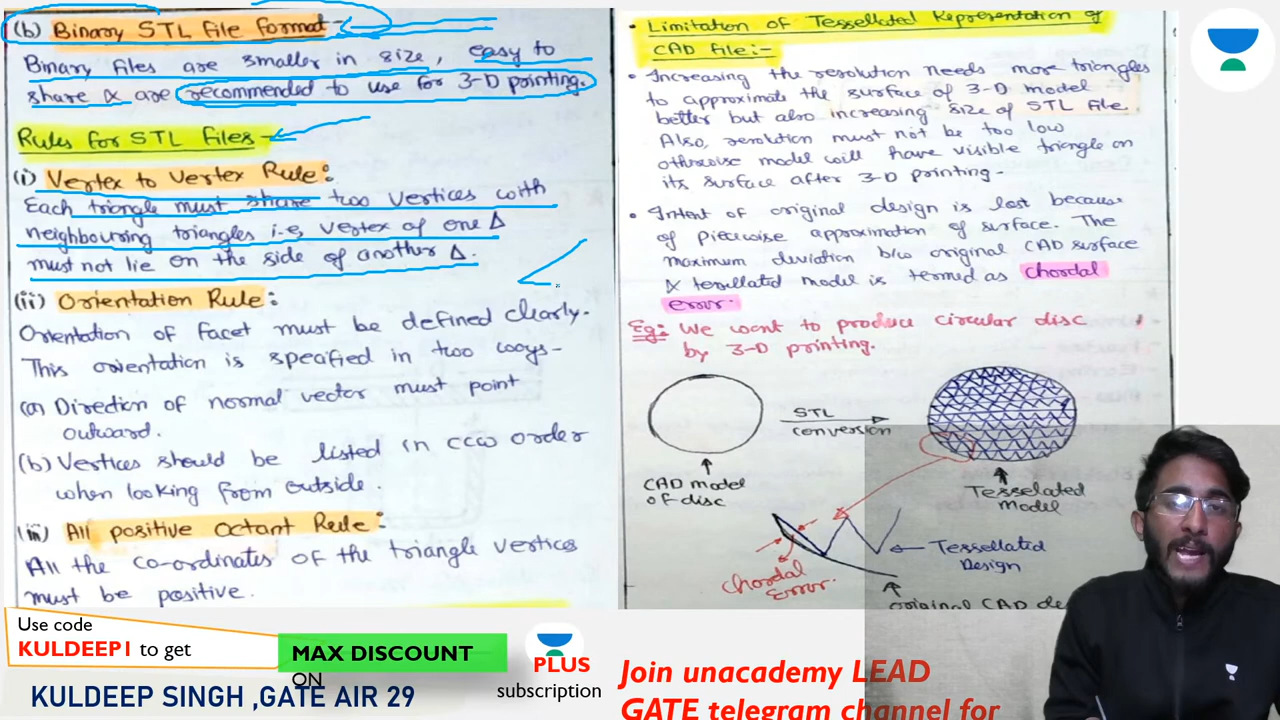 (b) Binary STL file format-
Binary files are smaller in size, easy to
share & are recommended to use for 3-D printing.
Rules for STL Files -
(i) Vertex to Vertex Rule:
Each triangle must share two vertices with
neighbouring triangles i.e, vertex of one Δ
must not lie on the side of another Δ.
(ii) Orientation Rule:
Orientation of facet must be defined clearly.
This orientation is specified in two ways-
(a) Direction of normal vector must point
outward.
(b) Vertices should be listed in ccw order
when looking from outside.
(iii) All positive Octant Rule:
All the co-ordinates of the triangle vertices
must be positive.
• Limitation of Tessellated Representation of
CAD file:-
• Increasing the resolution needs more triangles
to approximate the surface of 3-D model
better but also increasing size of STL file.
Also, resolution must not be too low
otherwise model will have visible triangle on
its surface after 3-D printing-
• Intent of original design is lost because
of piecewise approximation of surface. The
maximum deviation b/w original CAD surface
& tessellated model is termed as chordal
error.
Eg: We want to produce circular disc
by 3-D printing.
STL
conversion
CAD model
of disc
Tesselated
Model
Chordal
Error.
Tessellated
Design
original CAD de
Use code
KULDEEP1 to get
MAX DISCOUNT
ON
PLUS
subscription
KULDEEP SINGH ,GATE AIR 29
Join unacademy LEAD
GATE telegram channel for